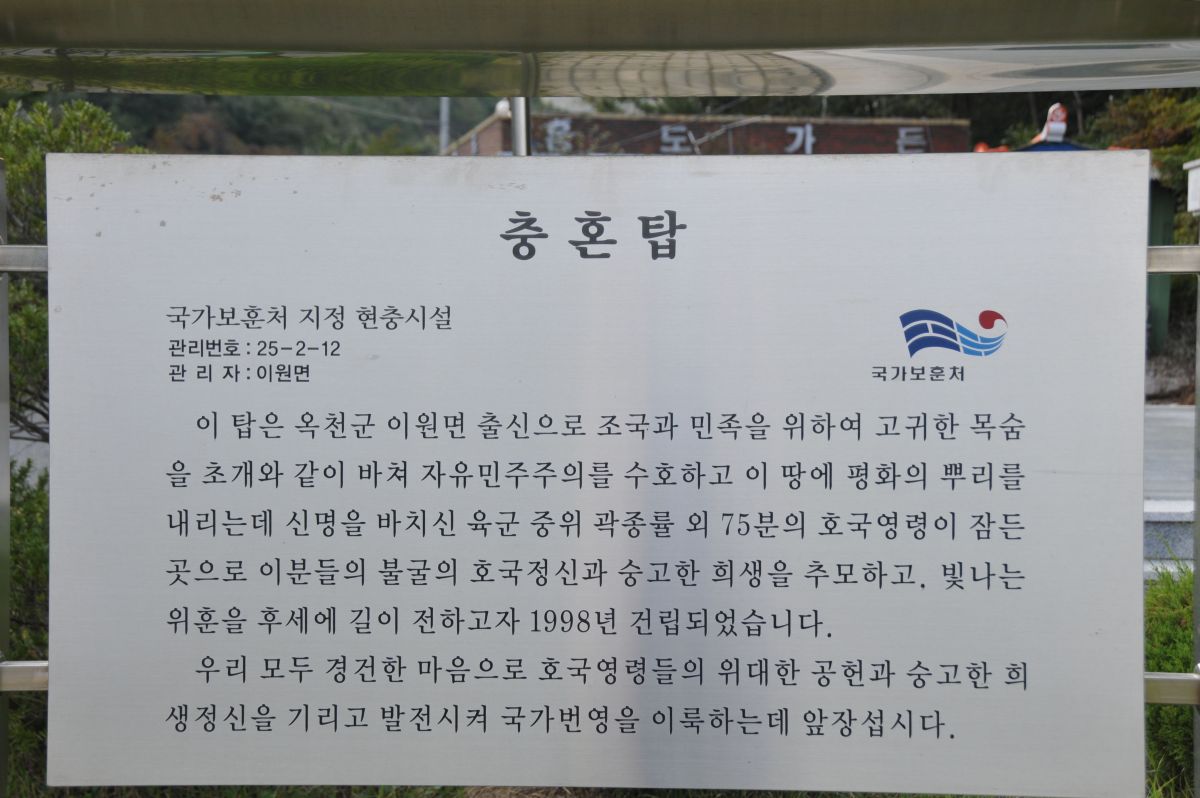 도 가 든
충혼탑
국가보훈처 지정 현충시설
관리번호 : 25-2-12
관 리 자 : 이원면
국가보훈처
이 탑은 옥천군 이원면 출신으로 조국과 민족을 위하여 고귀한 목숨
을 초개와 같이 바쳐 자유민주주의를 수호하고 이 땅에 평화의 뿌리를
내리는데 신명을 바치신 육군 중위 곽종률 외 75분의 호국영령이 잠든
곳으로 이분들의 불굴의 호국정신과 숭고한 희생을 추모하고. 빛나는
위훈을 후세에 길이 전하고자 1998년 건립되었습니다.
우리 모두 경건한 마음으로 호국영령들의 위대한 공헌과 숭고한 희
생정신을 기리고 발전시켜 국가번영을 이룩하는데 앞장섭시다.